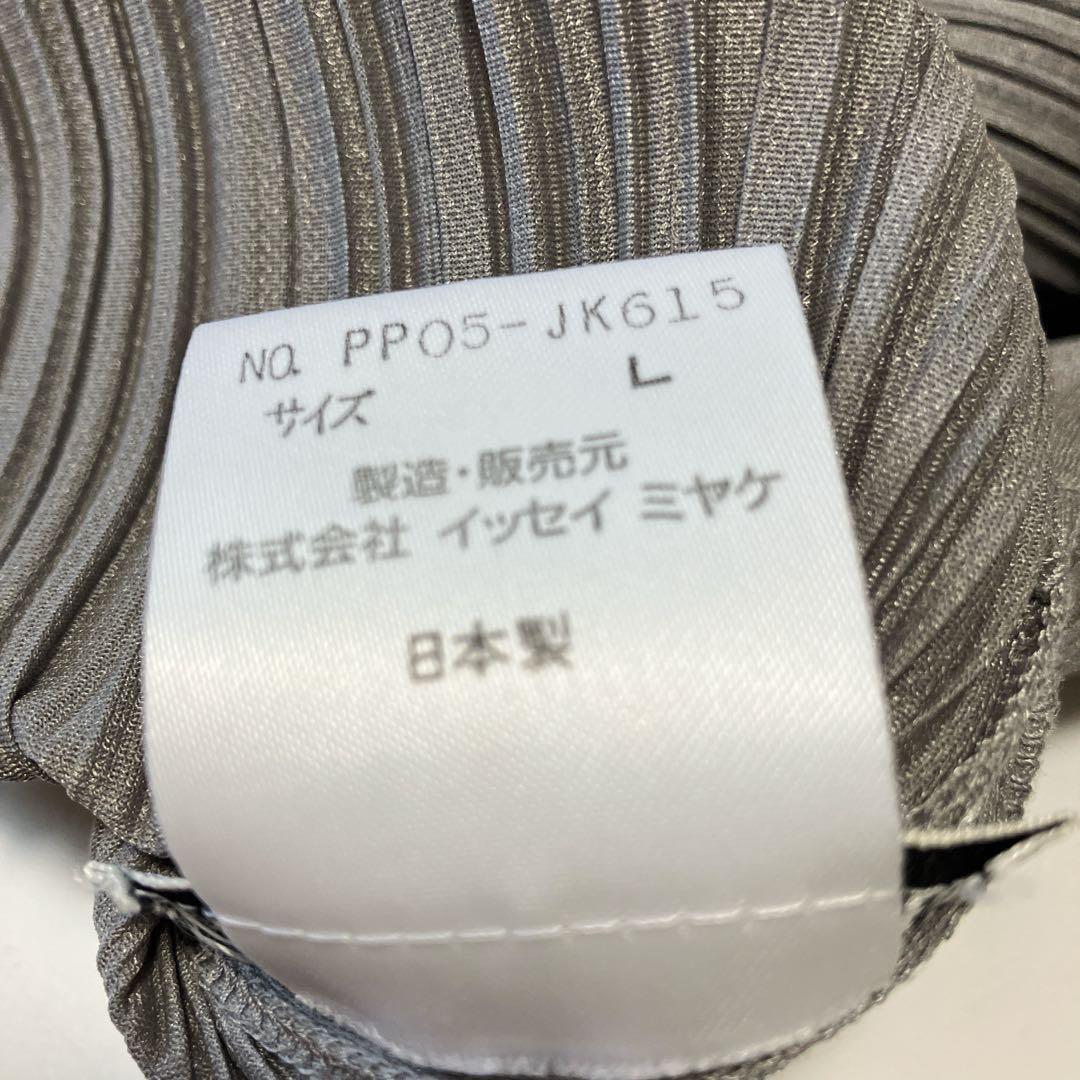 NO. PP05-JK615
サイズ L
製造・販売元
株式会社 イッセイ ミヤケ
日本製